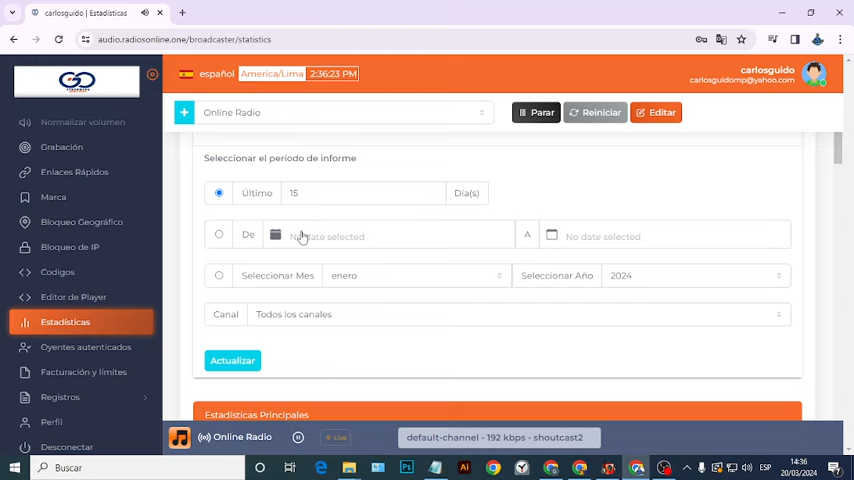 carlosguido | Estadísticas
audio.radiosonline.one/broadcaster/statistics
GO
español America/Lima 2:36:23 PM
carlosguido
carlosguidomp@yahoo.com
Online Radio
Parar
Reiniciar
Editar
Normalizar volumen
Grabación
Enlaces Rápidos
Marca
Bloqueo Geográfico
Bloqueo de IP
Codigos
Editor de Player
Estadísticas
Oyentes autenticados
Facturación y límites
Registros
Perfil
Desconectar
Seleccionar el período de informe
Último 15 Día(s)
De No date selected A No date selected
Seleccionar Mes enero Seleccionar Año 2024
Canal Todos los canales
Actualizar
Estadísticas Principales
Online Radio Live default-channel - 192 kbps - shoutcast2
Buscar
ESP
14:36
20/03/2024